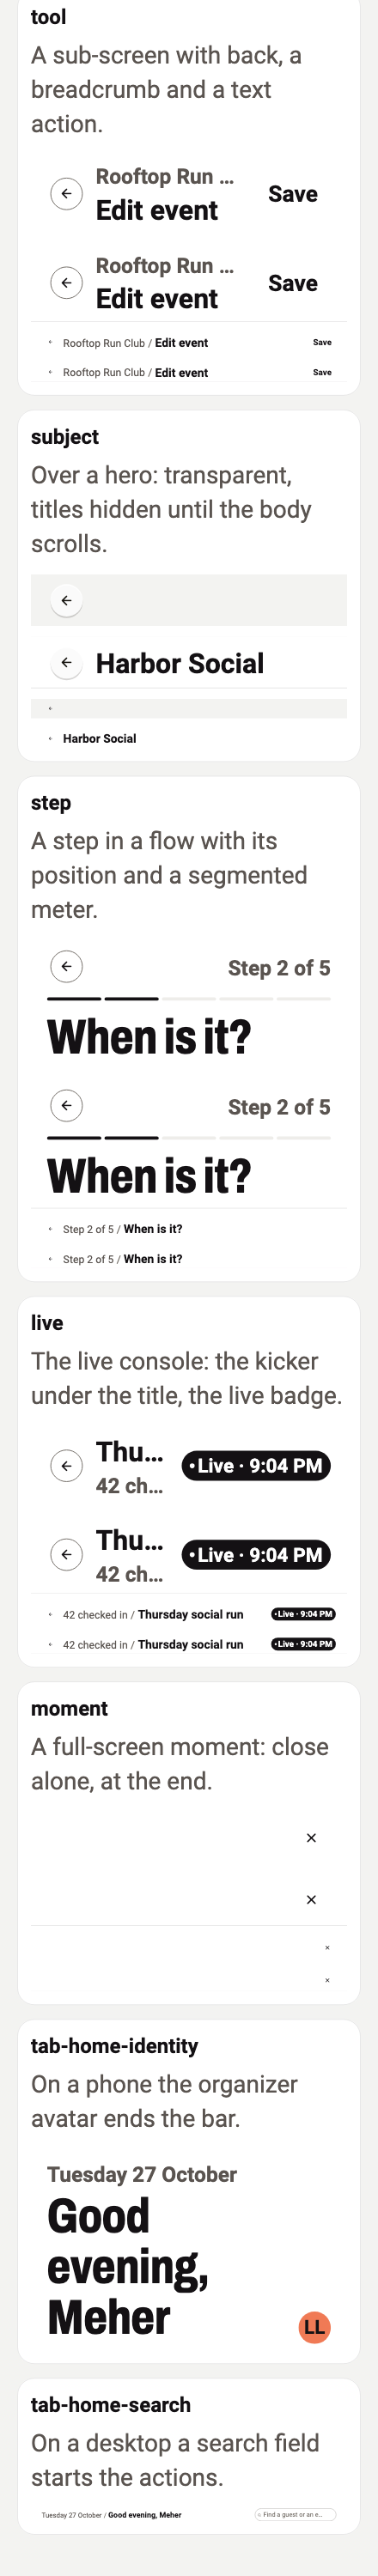 tool
A sub-screen with back, a
breadcrumb and a text
action.
Rooftop Run ...
Edit event
Save
Rooftop Run ...
Edit event
Save
Rooftop Run Club / Edit event Save
Rooftop Run Club / Edit event Save
subject
Over a hero: transparent,
titles hidden until the body
scrolls.
Harbor Social
Harbor Social
step
A step in a flow with its
position and a segmented
meter.
Step 2 of 5
When is it?
Step 2 of 5
When is it?
Step 2 of 5 / When is it?
Step 2 of 5 / When is it?
live
The live console: the kicker
under the title, the live badge.
Thu...
42 ch...
Live · 9:04 PM
Thu...
42 ch...
Live · 9:04 PM
42 checked in / Thursday social run Live · 9:04 PM
42 checked in / Thursday social run Live · 9:04 PM
moment
A full-screen moment: close
alone, at the end.
tab-home-identity
On a phone the organizer
avatar ends the bar.
Tuesday 27 October
Good
evening,
Meher
LL
tab-home-search
On a desktop a search field
starts the actions.
Tuesday 27 October / Good evening, Meher Find a guest or an e...